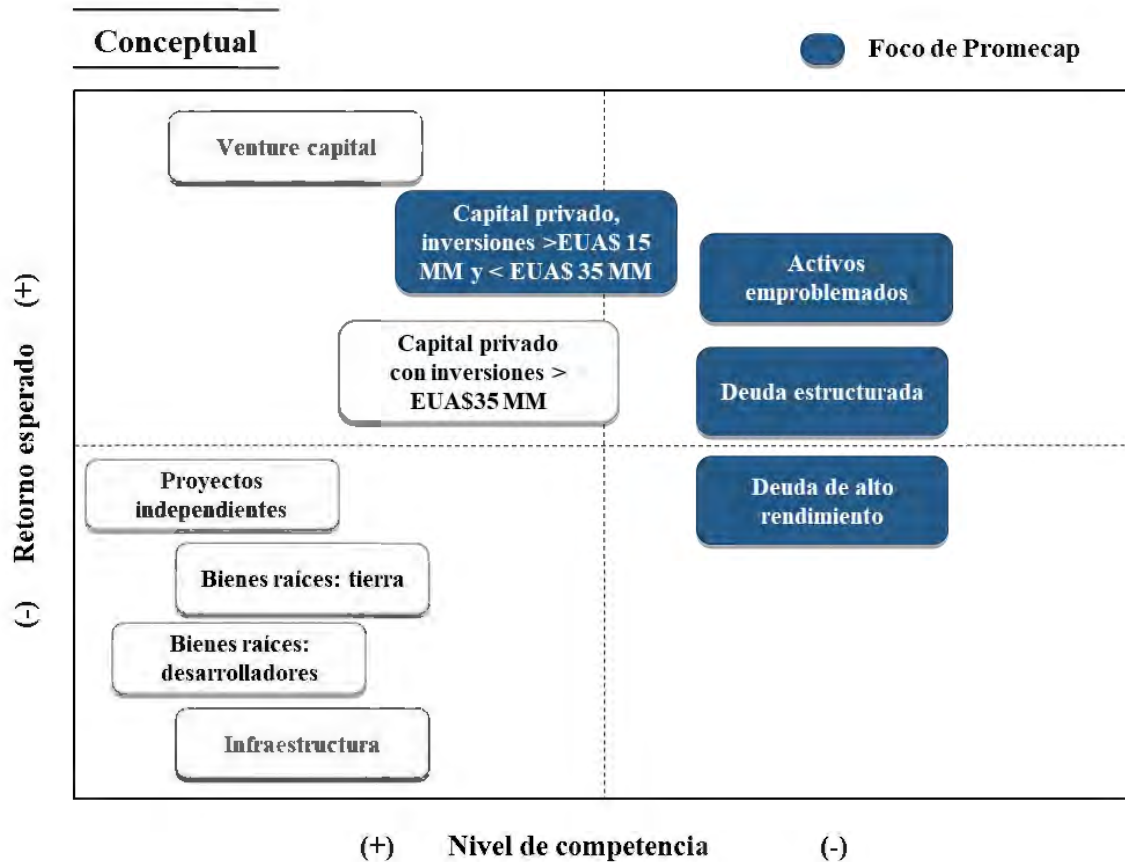 Conceptual
Foco de Promecap
Venture capital
Capital privado,
inversiones >EUA$ 15
MM y < EUA$ 35 MM
Activos
emproblemados
Capital privado
con inversiones >
EUA$35 MM
Deuda estructurada
Proyectos
independientes
Deuda de alto
rendimiento
Bienes raíces: tierra
Bienes raíces:
desarrolladores
Infraestructura
(-) Retorno esperado (+)
(+) Nivel de competencia (-)